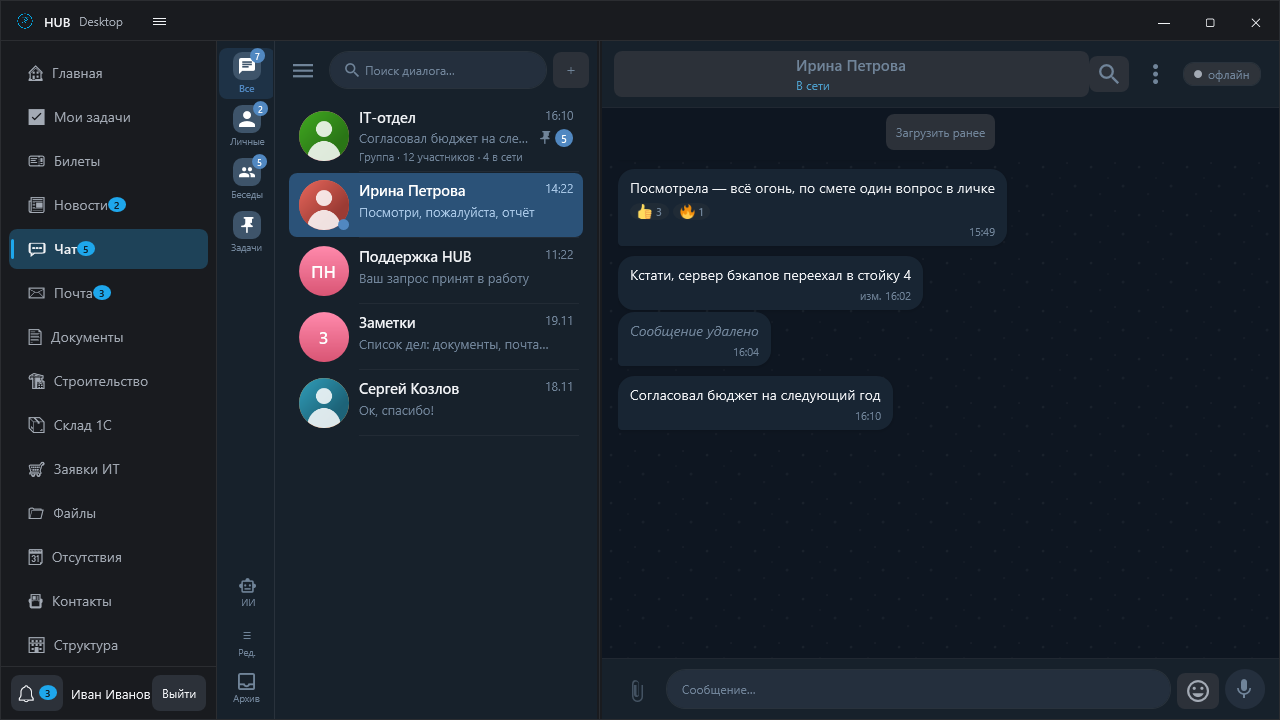 HUB Desktop
Главная
Мои задачи
Билеты
Новости 2
Чат 5
Почта 3
Документы
Строительство
Склад 1С
Заявки ИТ
Файлы
31 Отсутствия
Контакты
Структура
3 Иван Иванов Выйти
7
Все
2
Личные
5
Беседы
Задачи
ИИ
Ред.
Архив
Поиск диалога...
+
IT-отдел 16:10
Согласовал бюджет на сле... 5
Группа · 12 участников · 4 в сети
Ирина Петрова 14:22
Посмотри, пожалуйста, отчёт
ПН
Поддержка HUB 11:22
Ваш запрос принят в работу
З
Заметки 19.11
Список дел: документы, почта...
Сергей Козлов 18.11
Ок, спасибо!
Ирина Петрова
В сети
офлайн
Загрузить ранее
Посмотрела — всё огонь, по смете один вопрос в личке
👍 3 🔥 1
15:49
Кстати, сервер бэкапов переехал в стойку 4
изм. 16:02
Сообщение удалено
16:04
Согласовал бюджет на следующий год
16:10
Сообщение...